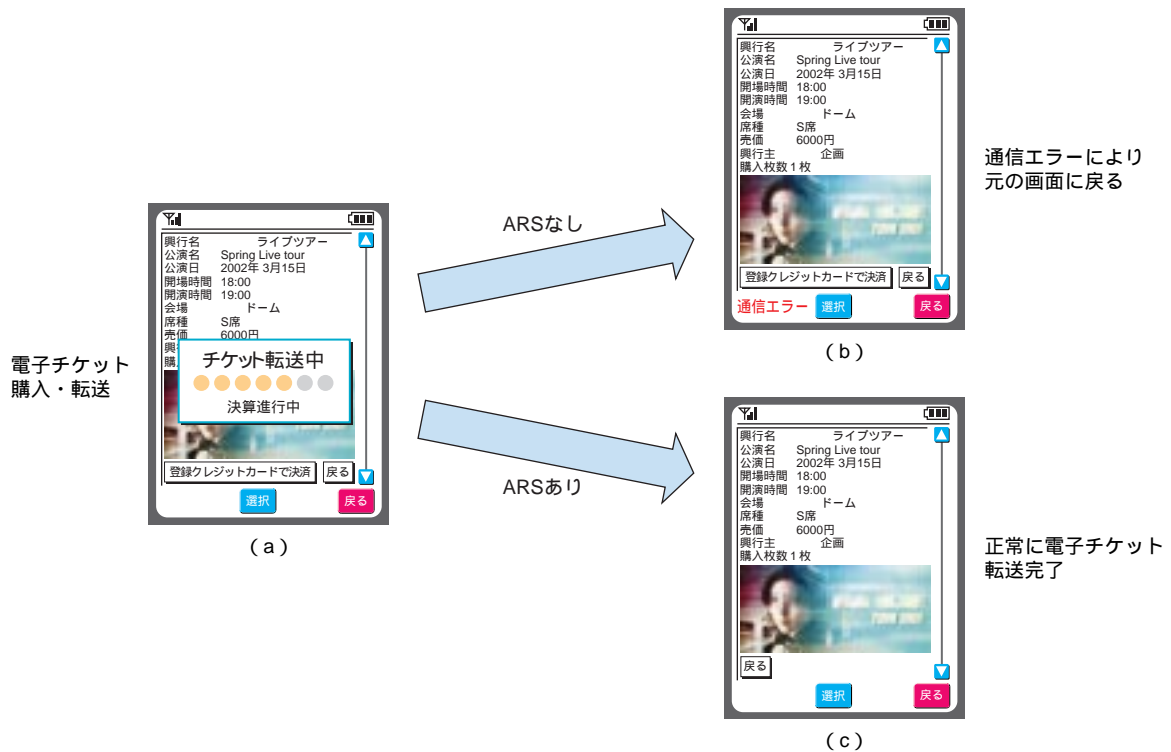 電子チケット
購入・転送
興行名 ライブツアー
公演名 Spring Live tour
公演日 2002年 3月15日
開場時間 18:00
開演時間 19:00
会場 ドーム
席種 S席
売価 6000円
興
購
チケット転送中
決算進行中
登録クレジットカードで決済 戻る
選択 戻る
(a)
ARSなし
ARSあり
興行名 ライブツアー
公演名 Spring Live tour
公演日 2002年 3月15日
開場時間 18:00
開演時間 19:00
会場 ドーム
席種 S席
売価 6000円
興行主 企画
購入枚数1枚
登録クレジットカードで決済 戻る
通信エラー 選択 戻る
(b)
通信エラーにより
元の画面に戻る
興行名 ライブツアー
公演名 Spring Live tour
公演日 2002年 3月15日
開場時間 18:00
開演時間 19:00
会場 ドーム
席種 S席
売価 6000円
興行主 企画
購入枚数1枚
戻る
選択 戻る
(c)
正常に電子チケット
転送完了